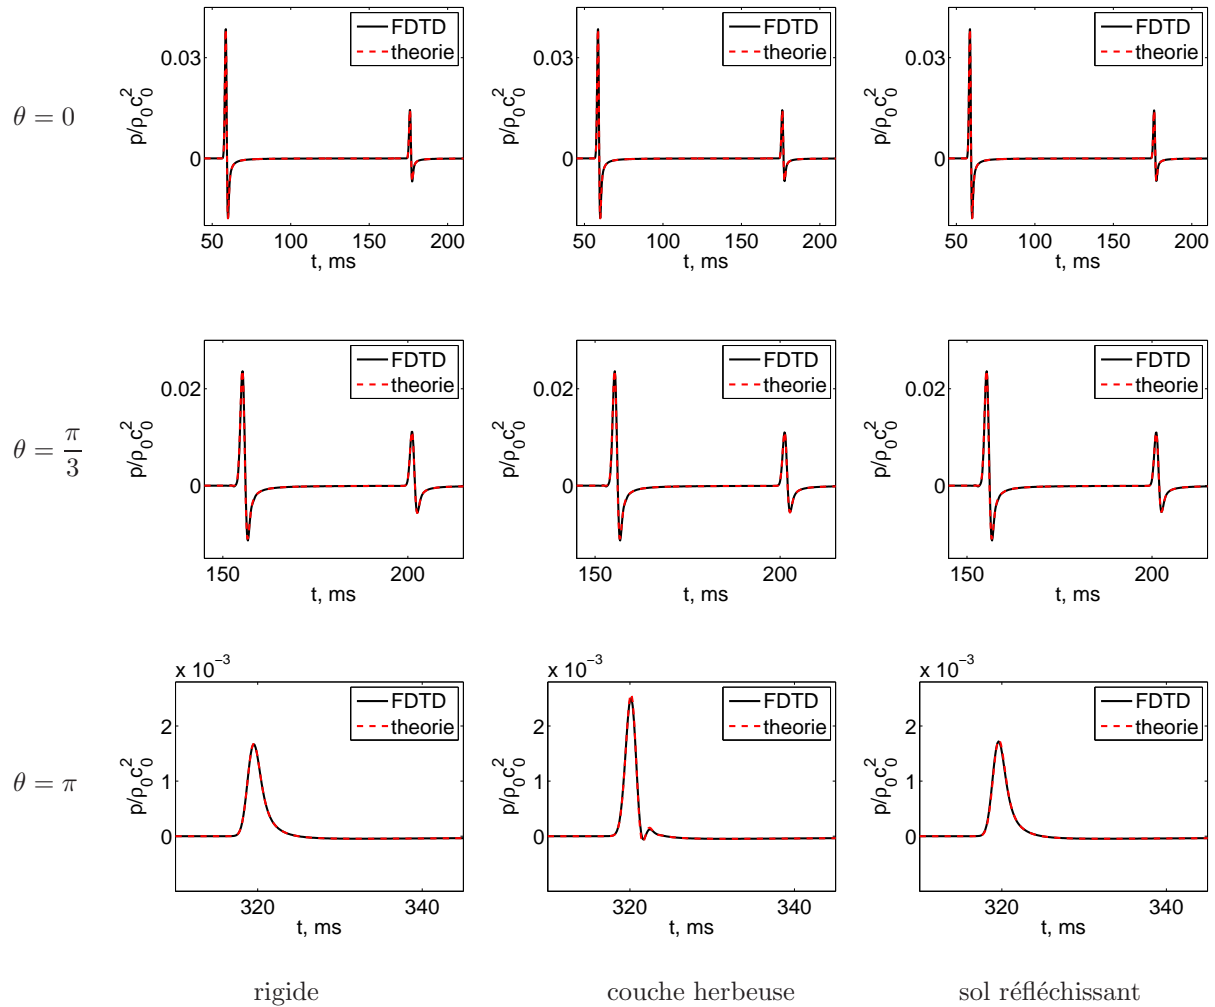 θ = 0
p/ρ₀c₀²
0.03
0
FDTD
theorie
50 100 150 200
t, ms
p/ρ₀c₀²
0.03
0
FDTD
theorie
50 100 150 200
t, ms
p/ρ₀c₀²
0.03
0
FDTD
theorie
50 100 150 200
t, ms
θ = π/3
p/ρ₀c₀²
0.02
0
FDTD
theorie
150 200
t, ms
p/ρ₀c₀²
0.02
0
FDTD
theorie
150 200
t, ms
p/ρ₀c₀²
0.02
0
FDTD
theorie
150 200
t, ms
θ = π
x 10⁻³
p/ρ₀c₀²
2
1
0
FDTD
theorie
320 340
t, ms
x 10⁻³
p/ρ₀c₀²
2
1
0
FDTD
theorie
320 340
t, ms
x 10⁻³
p/ρ₀c₀²
2
1
0
FDTD
theorie
320 340
t, ms
rigide
couche herbeuse
sol réfléchissant